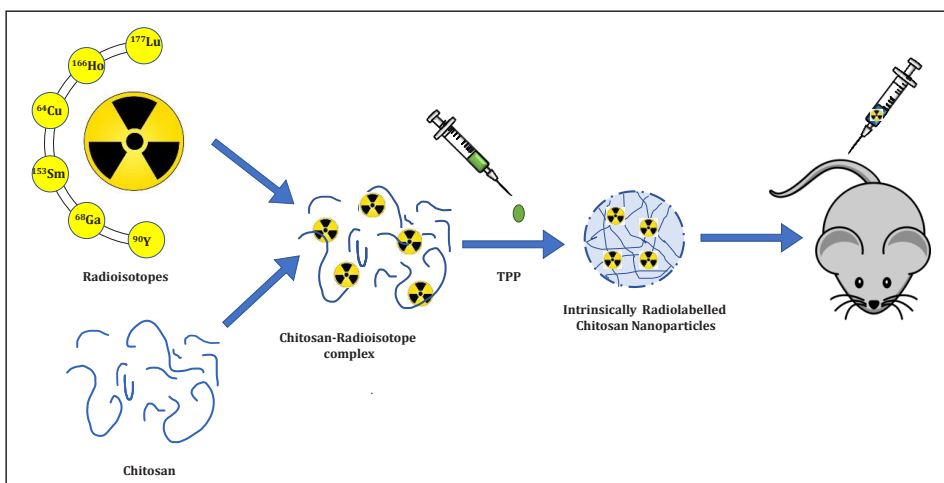 ¹⁷⁷Lu
¹⁶⁶Ho
⁶⁴Cu
¹⁵³Sm
⁶⁸Ga
⁹⁰Y
Radioisotopes
Chitosan
Chitosan-Radioisotope
complex
TPP
Intrinsically Radiolabelled
Chitosan Nanoparticles